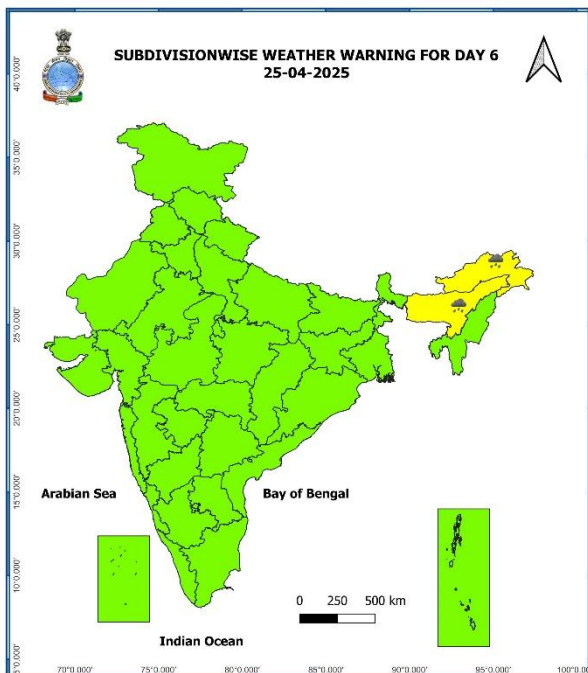 SUBDIVISIONWISE WEATHER WARNING FOR DAY 6
25-04-2025
40°0.000'
35°0.000'
30°0.000'
25°0.000'
20°0.000'
15°0.000'
10°0.000'
5°0.000'
Arabian Sea
Bay of Bengal
0 250 500 km
Indian Ocean
70°0.000' 75°0.000' 80°0.000' 85°0.000' 90°0.000' 95°0.000' 100°0.0